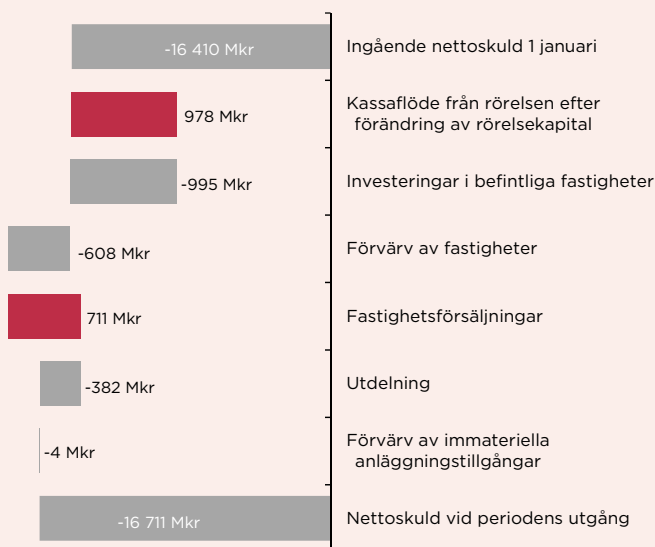 -16 410 Mkr Ingående nettoskuld 1 januari
978 Mkr Kassaflöde från rörelsen efter
förändring av rörelsekapital
-995 Mkr Investeringar i befintliga fastigheter
-608 Mkr Förvärv av fastigheter
711 Mkr Fastighetsförsäljningar
-382 Mkr Utdelning
-4 Mkr Förvärv av immateriella
anläggningstillgångar
-16 711 Mkr Nettoskuld vid periodens utgång